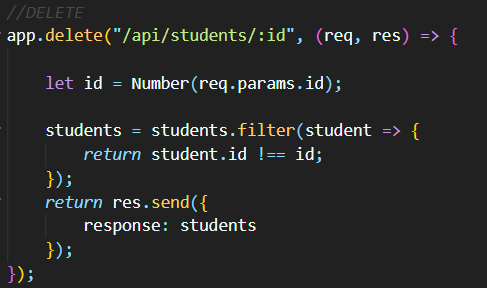 //DELETE
app.delete("/api/students/:id", (req, res) => {
let id = Number(req.params.id);
students = students.filter(student => {
return student.id !== id;
});
return res.send({
response: students
});
});